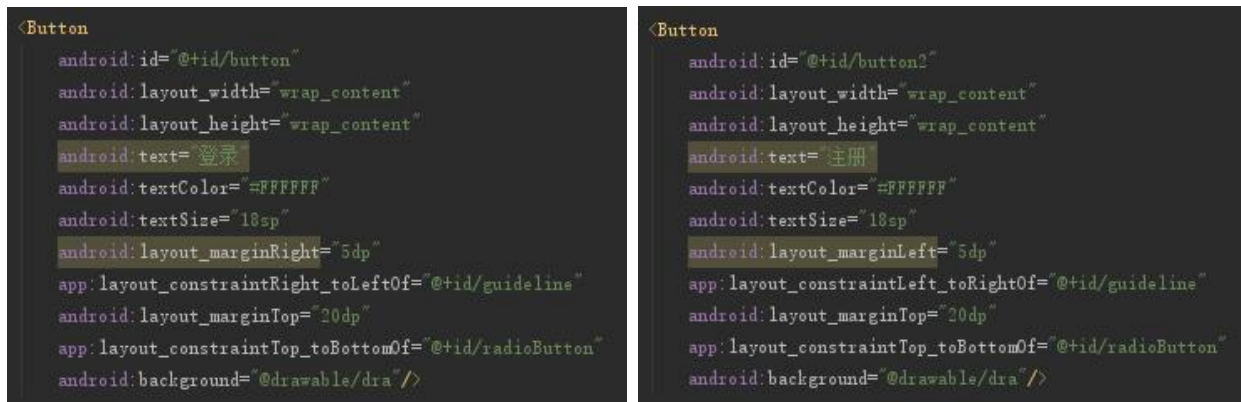 <Button
android:id="@+id/button"
android:layout_width="wrap_content"
android:layout_height="wrap_content"
android:text="登录"
android:textColor="#FFFFFF"
android:textSize="18sp"
android:layout_marginRight="5dp"
app:layout_constraintRight_toLeftOf="@+id/guideline"
android:layout_marginTop="20dp"
app:layout_constraintTop_toBottomOf="@+id/radioButton"
android:background="@drawable/dra"/>
<Button
android:id="@+id/button2"
android:layout_width="wrap_content"
android:layout_height="wrap_content"
android:text="注册"
android:textColor="#FFFFFF"
android:textSize="18sp"
android:layout_marginLeft="5dp"
app:layout_constraintLeft_toRightOf="@+id/guideline"
android:layout_marginTop="20dp"
app:layout_constraintTop_toBottomOf="@+id/radioButton"
android:background="@drawable/dra"/>